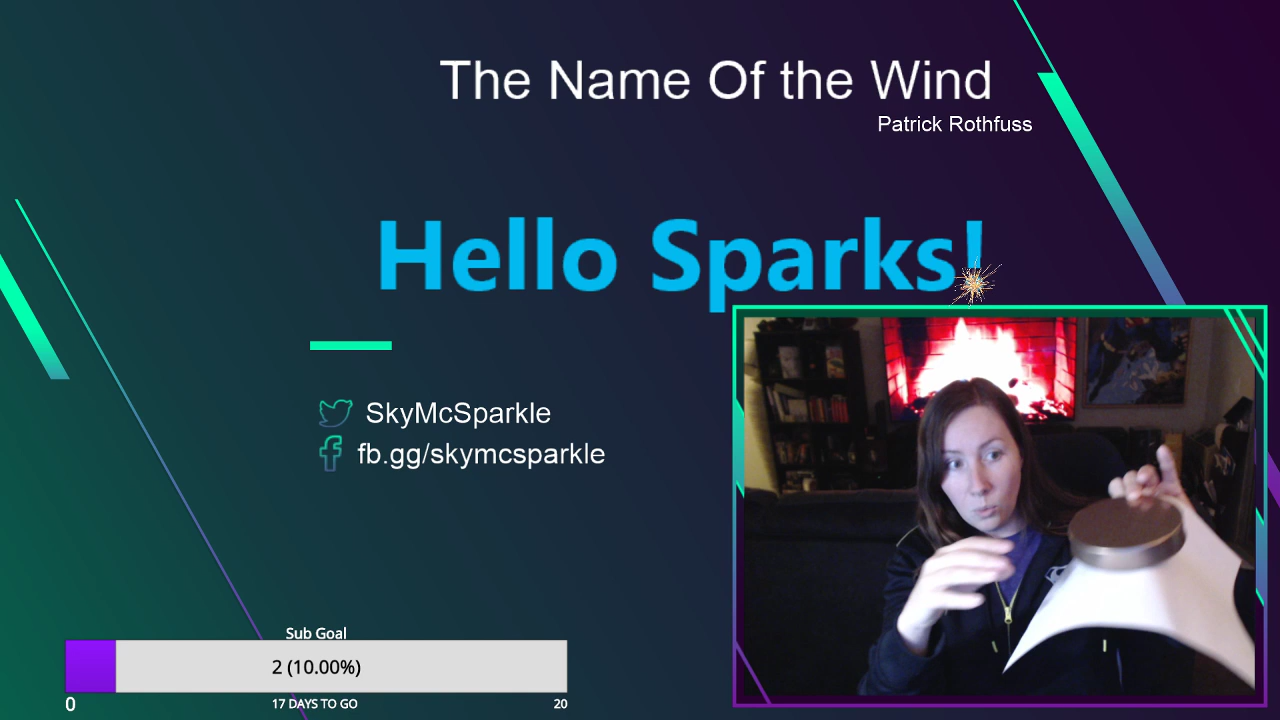 The Name Of the Wind
Patrick Rothfuss
Hello Sparks!
SkyMcSparkle
fb.gg/skymcsparkle
Sub Goal
2 (10.00%)
0
17 DAYS TO GO
20